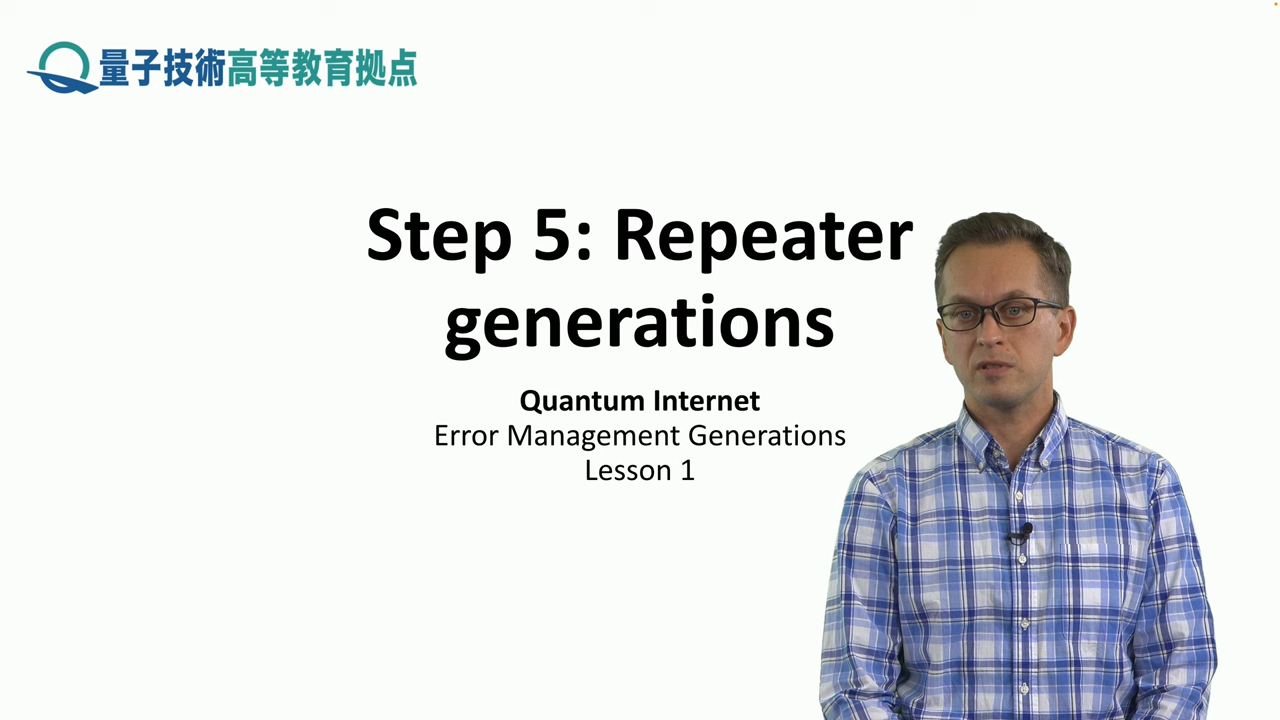 量子技術高等教育拠点
Step 5: Repeater
generations
Quantum Internet
Error Management Generations
Lesson 1